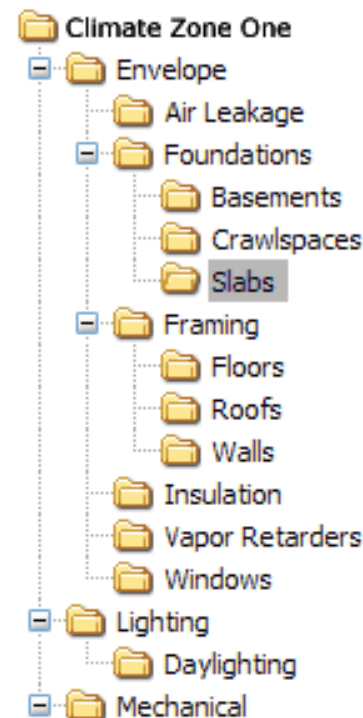 Climate Zone One
Envelope
Air Leakage
Foundations
Basements
Crawlspaces
Slabs
Framing
Floors
Roofs
Walls
Insulation
Vapor Retarders
Windows
Lighting
Daylighting
Mechanical